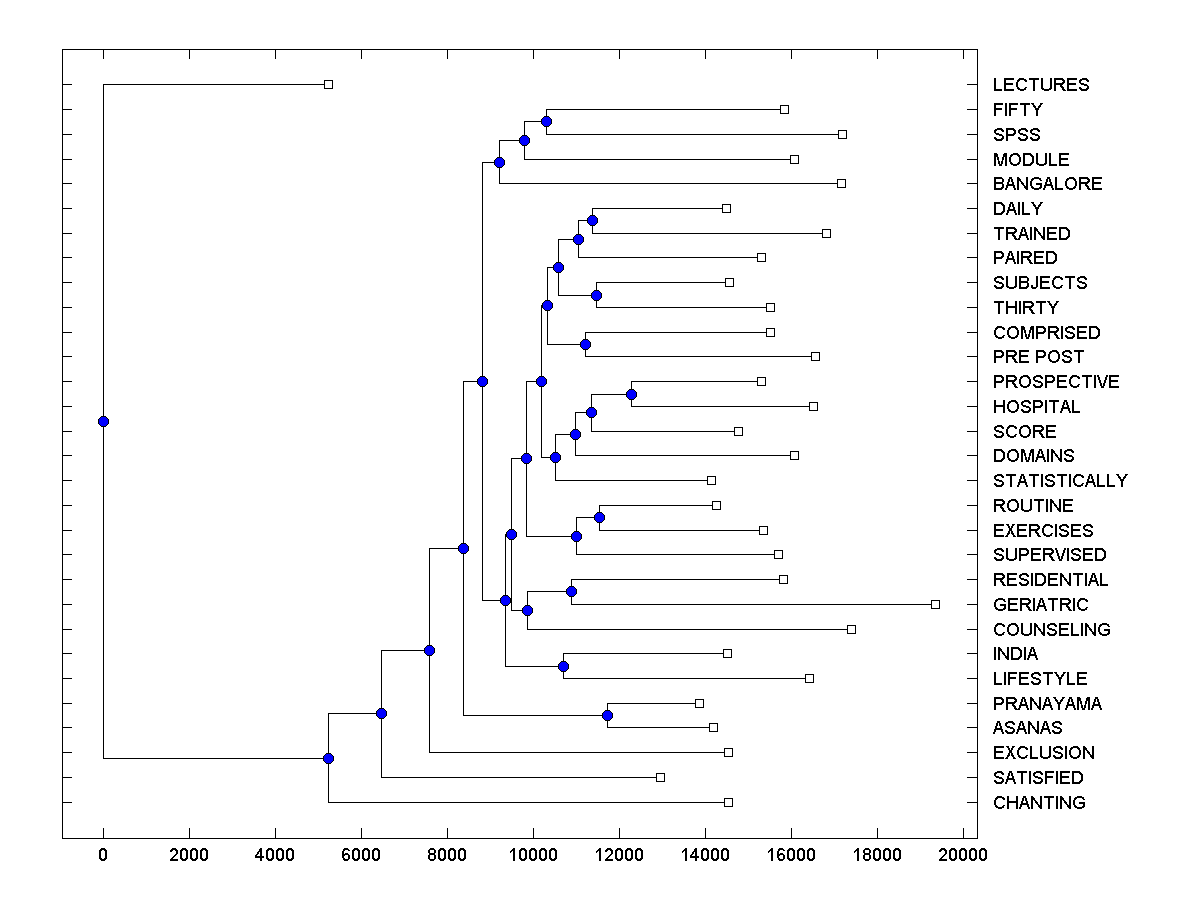 LECTURES
FIFTY
SPSS
MODULE
BANGALORE
DAILY
TRAINED
PAIRED
SUBJECTS
THIRTY
COMPRISED
PRE POST
PROSPECTIVE
HOSPITAL
SCORE
DOMAINS
STATISTICALLY
ROUTINE
EXERCISES
SUPERVISED
RESIDENTIAL
GERIATRIC
COUNSELING
INDIA
LIFESTYLE
PRANAYAMA
ASANAS
EXCLUSION
SATISFIED
CHANTING
0 2000 4000 6000 8000 10000 12000 14000 16000 18000 20000